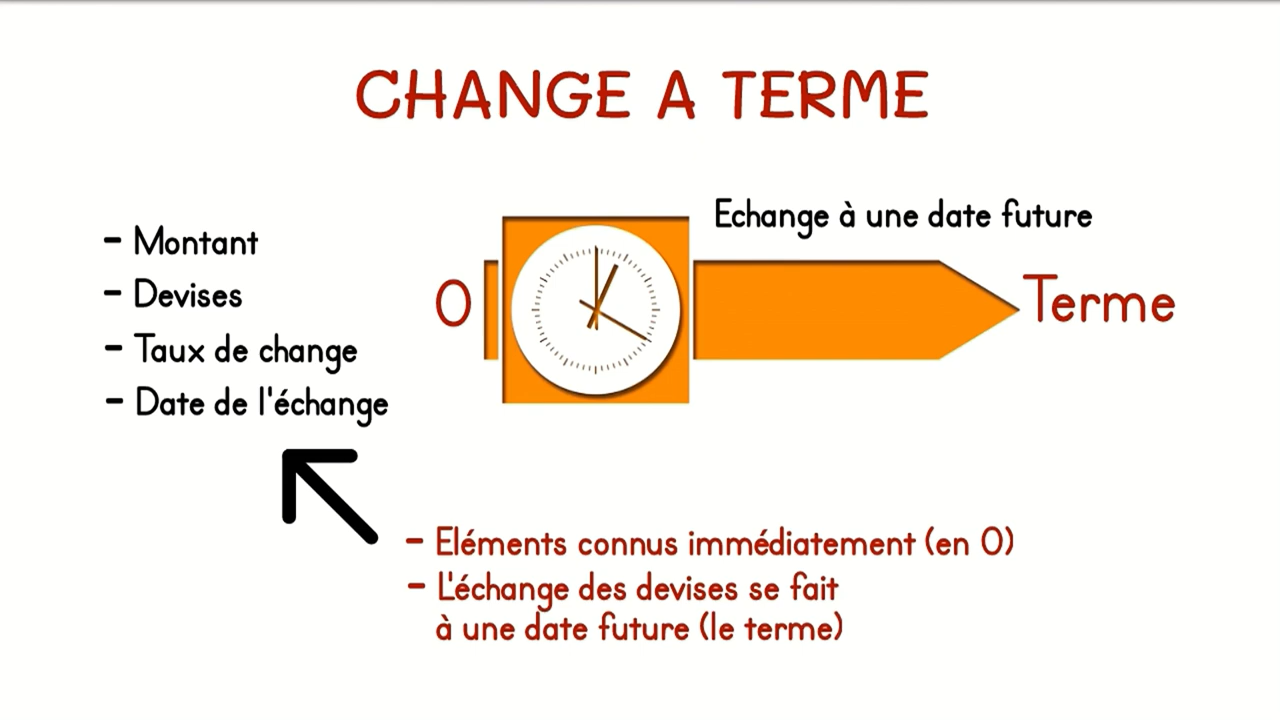 CHANGE A TERME
- Montant
- Devises
- Taux de change
- Date de l'échange
Echange à une date future
0
Terme
- Eléments connus immédiatement (en 0)
- L'échange des devises se fait
à une date future (le terme)